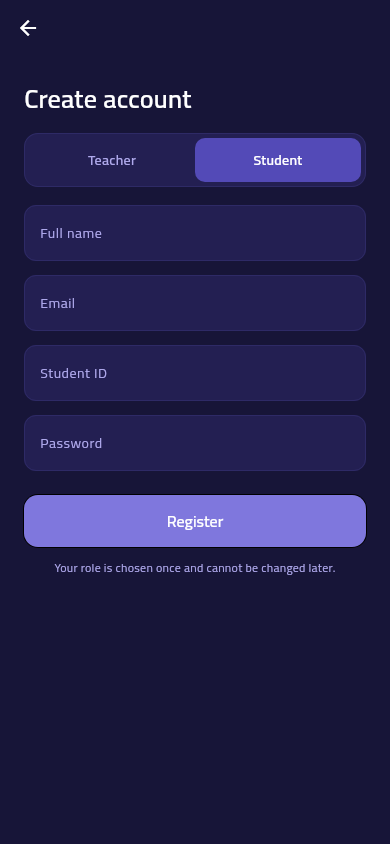 Create account
Teacher
Student
Full name
Email
Student ID
Password
Register
Your role is chosen once and cannot be changed later.